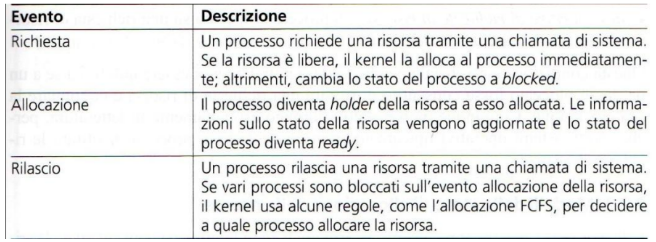 Evento Descrizione
Richiesta Un processo richiede una risorsa tramite una chiamata di sistema.
Se la risorsa è libera, il kernel la alloca al processo immediatamen-
te; altrimenti, cambia lo stato del processo a blocked.
Allocazione Il processo diventa holder della risorsa a esso allocata. Le informa-
zioni sullo stato della risorsa vengono aggiornate e lo stato del
processo diventa ready.
Rilascio Un processo rilascia una risorsa tramite una chiamata di sistema.
Se vari processi sono bloccati sull'evento allocazione della risorsa,
il kernel usa alcune regole, come l'allocazione FCFS, per decidere
a quale processo allocare la risorsa.